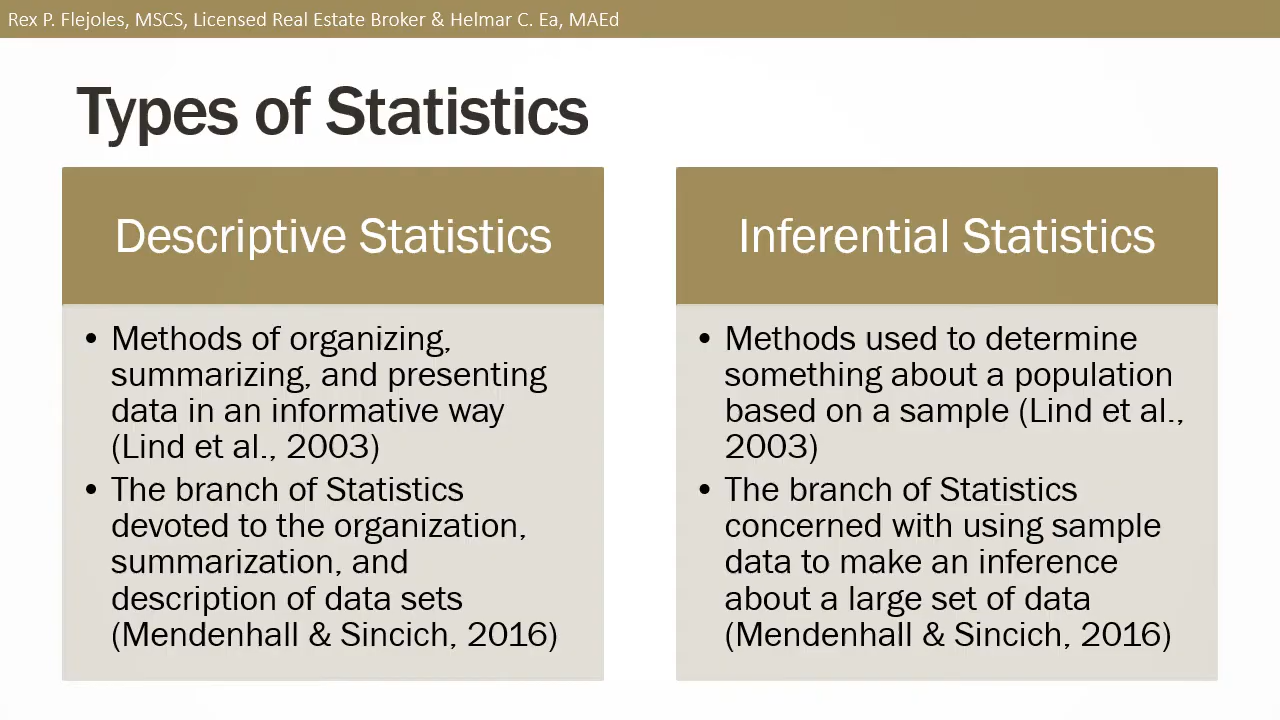 Rex P. Flejoles, MSCS, Licensed Real Estate Broker & Helmar C. Ea, MAEd
Types of Statistics
Descriptive Statistics
• Methods of organizing,
summarizing, and presenting
data in an informative way
(Lind et al., 2003)
• The branch of Statistics
devoted to the organization,
summarization, and
description of data sets
(Mendenhall & Sincich, 2016)
Inferential Statistics
• Methods used to determine
something about a population
based on a sample (Lind et al.,
2003)
• The branch of Statistics
concerned with using sample
data to make an inference
about a large set of data
(Mendenhall & Sincich, 2016)